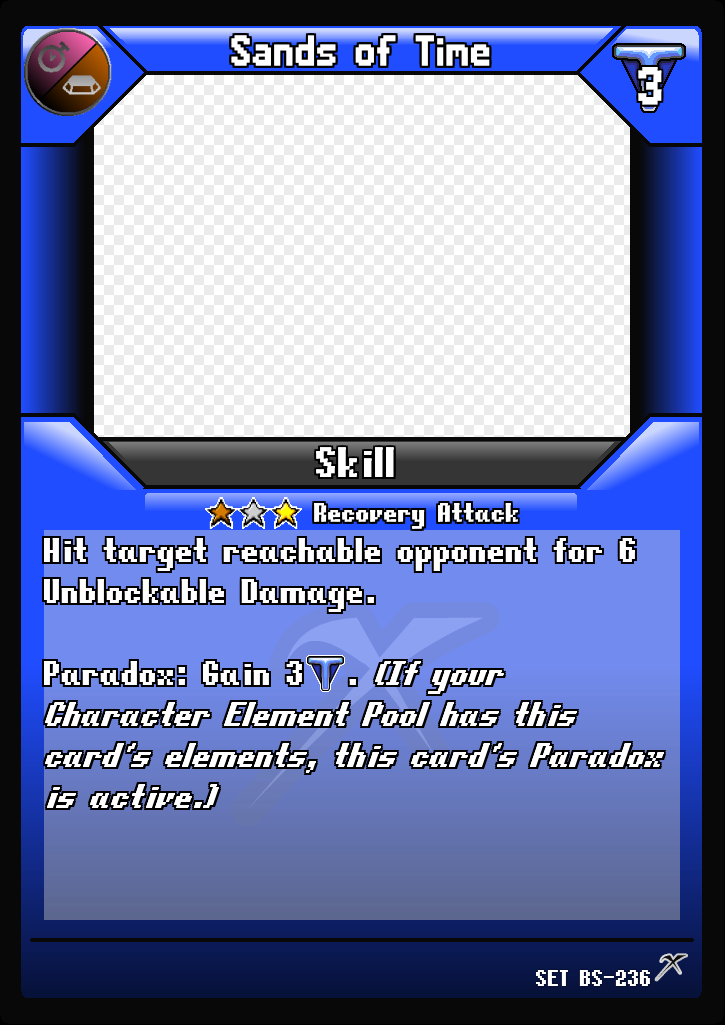 Sands of Time
3
Skill
Recovery Attack
Hit target reachable opponent for 6
Unblockable Damage.
Paradox: Gain 3 T. (If your
Character Element Pool has this
card's elements, this card's Paradox
is active.)
SET BS-236